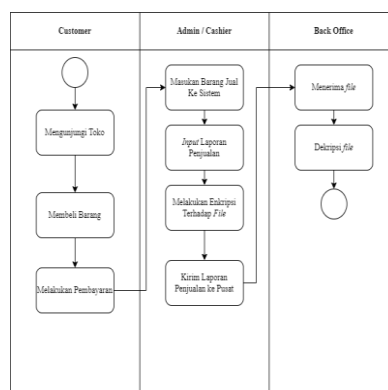 Customer
Admin / Cashier
Back Office
Mengunjungi Toko
Membeli Barang
Melakukan Pembayaran
Masukan Barang Jual
Ke Sistem
Input Laporan
Penjualan
Melakukan Enkripsi
Terhadap File
Kirim Laporan
Penjualan ke Pusat
Menerima file
Dekripsi file